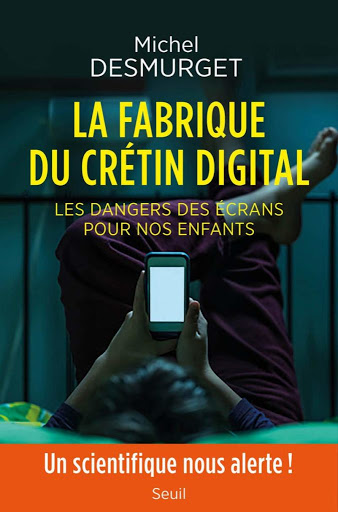 Michel
DESMURGET
LA FABRIQUE
DU CRÉTIN DIGITAL
LES DANGERS DES ÉCRANS
POUR NOS ENFANTS
Un scientifique nous alerte !
Seuil